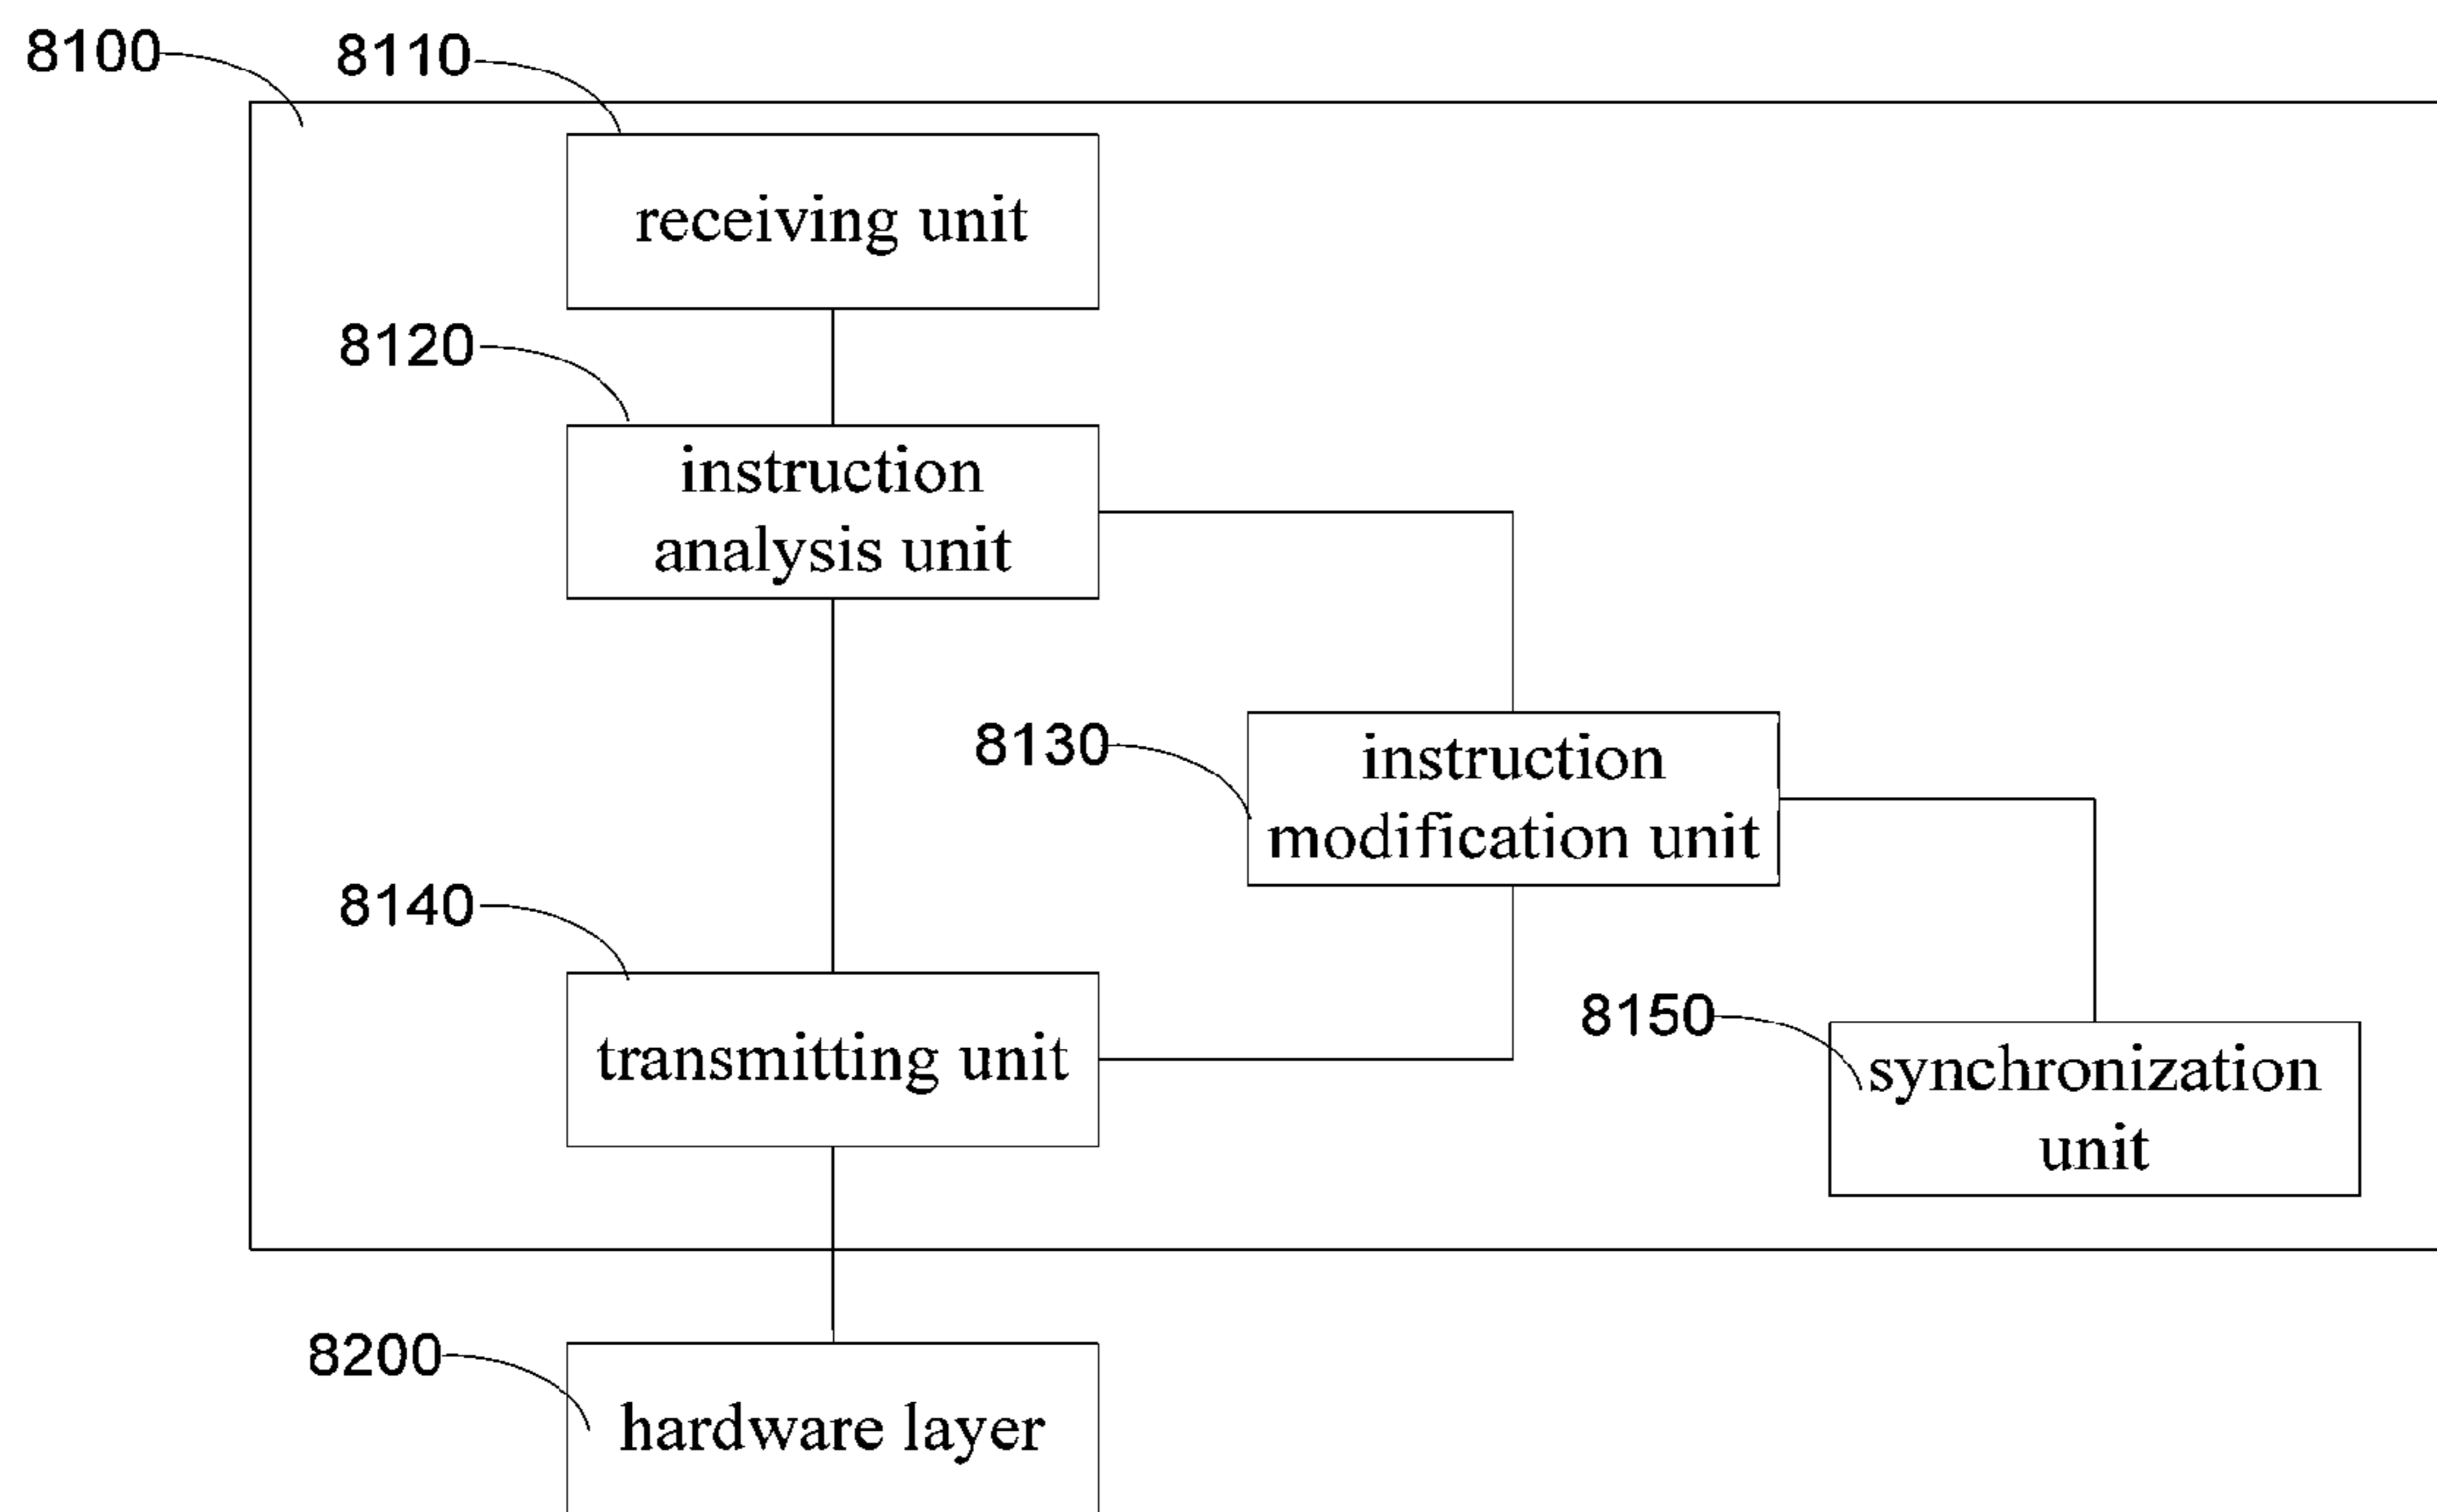 8100
8110
receiving unit
8120
instruction
analysis unit
8130
instruction
modification unit
8140
transmitting unit
8150
synchronization
unit
8200
hardware layer